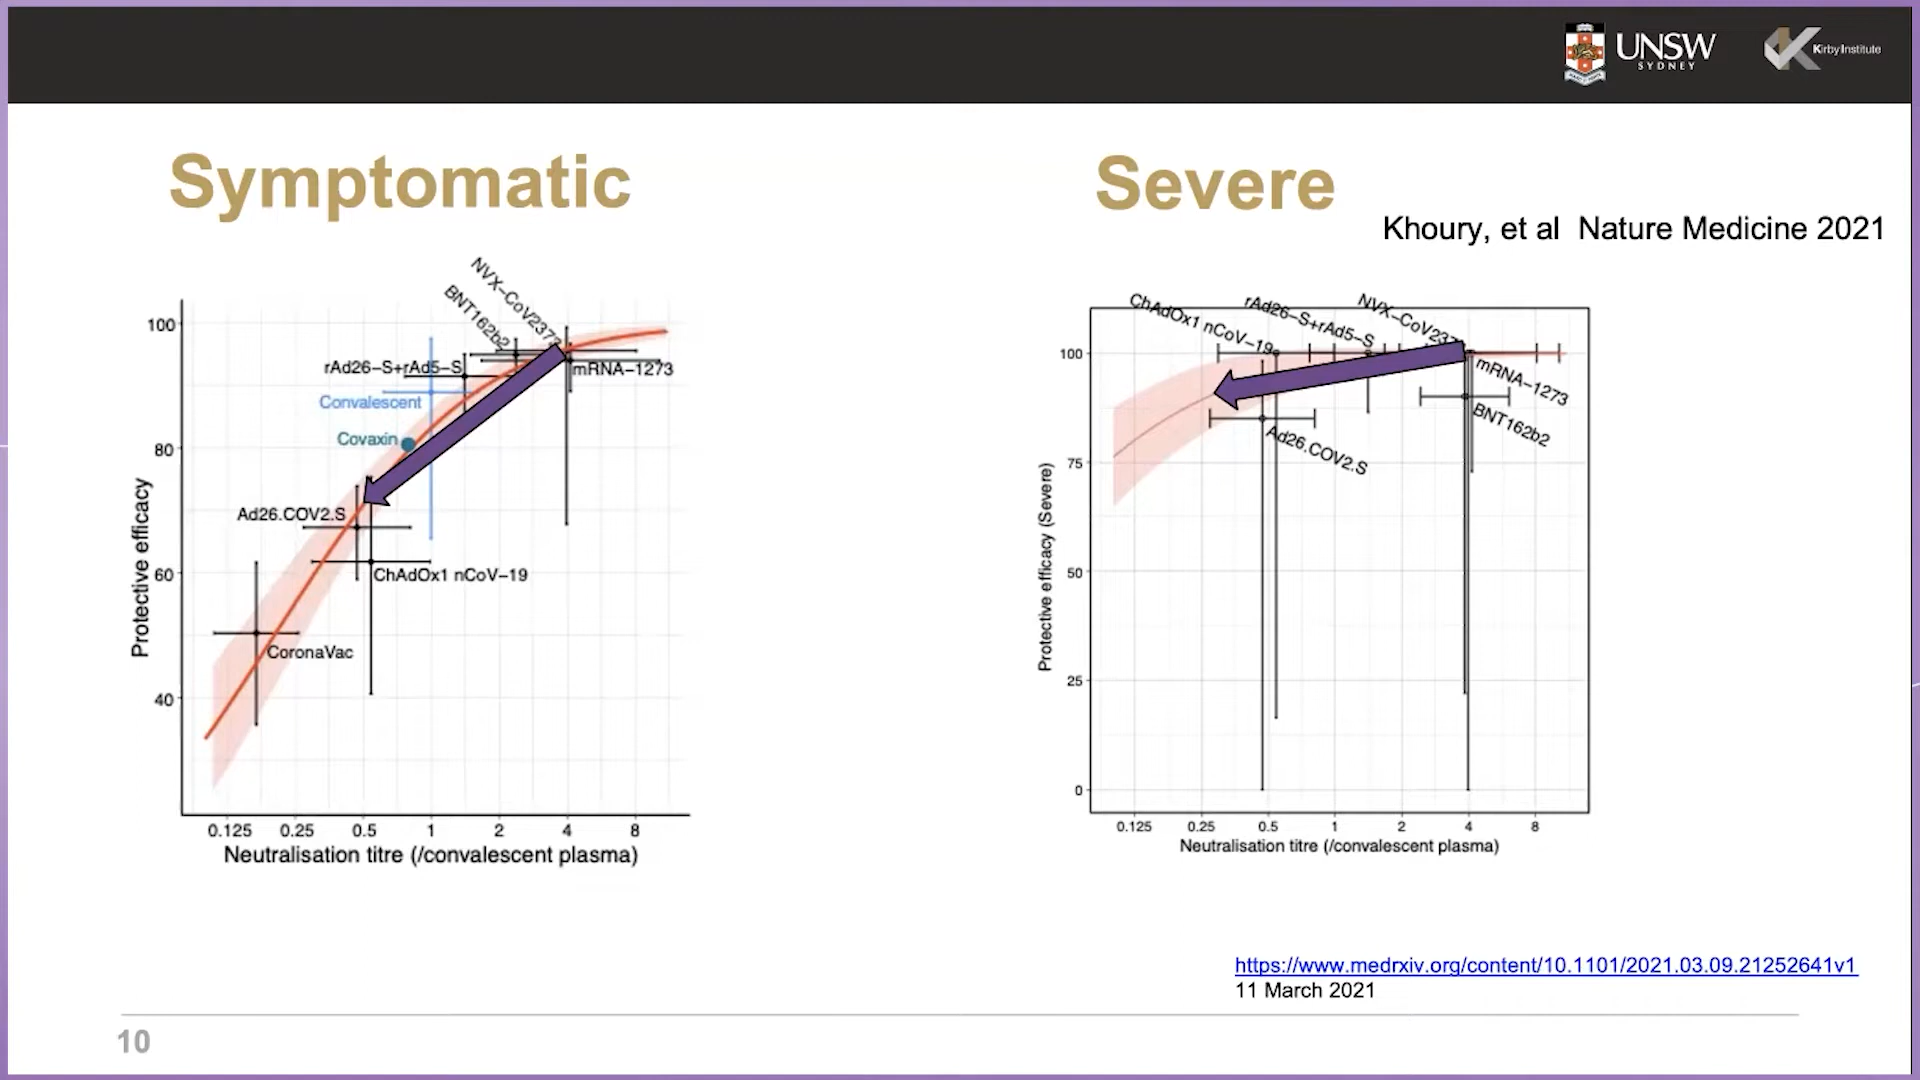 UNSW
SYDNEY
Kirby Institute
Symptomatic
Severe
Khoury, et al Nature Medicine 2021
Protective efficacy
100
80
60
40
NVX-CoV2373
BNT162b2
rAd26-S+rAd5-S
mRNA-1273
Convalescent
Covaxin
Ad26.COV2.S
ChAdOx1 nCoV-19
CoronaVac
0.125 0.25 0.5 1 2 4 8
Neutralisation titre (/convalescent plasma)
Protective efficacy (Severe)
100
75
50
25
0
ChAdOx1 nCoV-19
rAd26-S+rAd5-S
NVX-CoV237
mRNA-1273
BNT162b2
Ad26.COV2.S
0.125 0.25 0.5 1 2 4 8
Neutralisation titre (/convalescent plasma)
https://www.medrxiv.org/content/10.1101/2021.03.09.21252641v1
11 March 2021
10